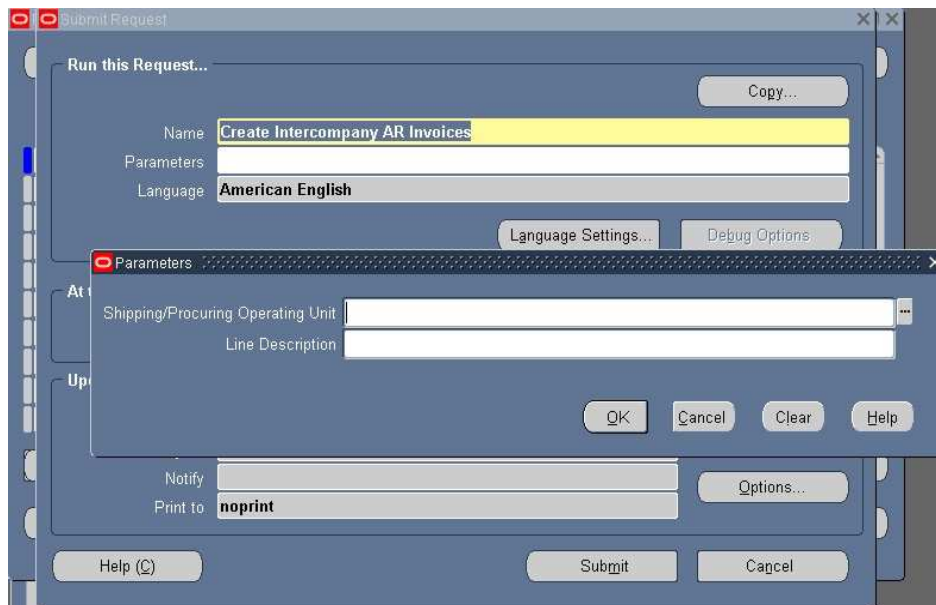 Submit Request
Run this Request...
Copy...
Name Create Intercompany AR Invoices
Parameters
Language American English
Language Settings... Debug Options
Parameters
At
Shipping/Procuring Operating Unit
Line Description
Up
OK Cancel Clear Help
Notify
Options...
Print to noprint
Help (C) Submit Cancel